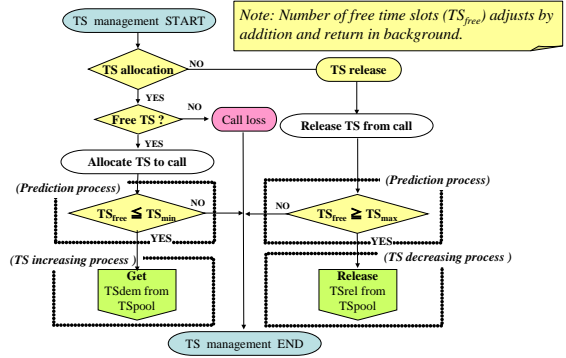 TS management START
Note: Number of free time slots (TSfree) adjusts by
addition and return in background.
TS allocation
NO
TS release
YES
Free TS ?
NO
Call loss
Release TS from call
YES
Allocate TS to call
(Prediction process)
(Prediction process)
TSfree ≦ TSmin
NO
NO
TSfree ≧ TSmax
YES
YES
(TS increasing process )
(TS decreasing process )
Get
TSdem from
TSpool
Release
TSrel from
TSpool
TS management END